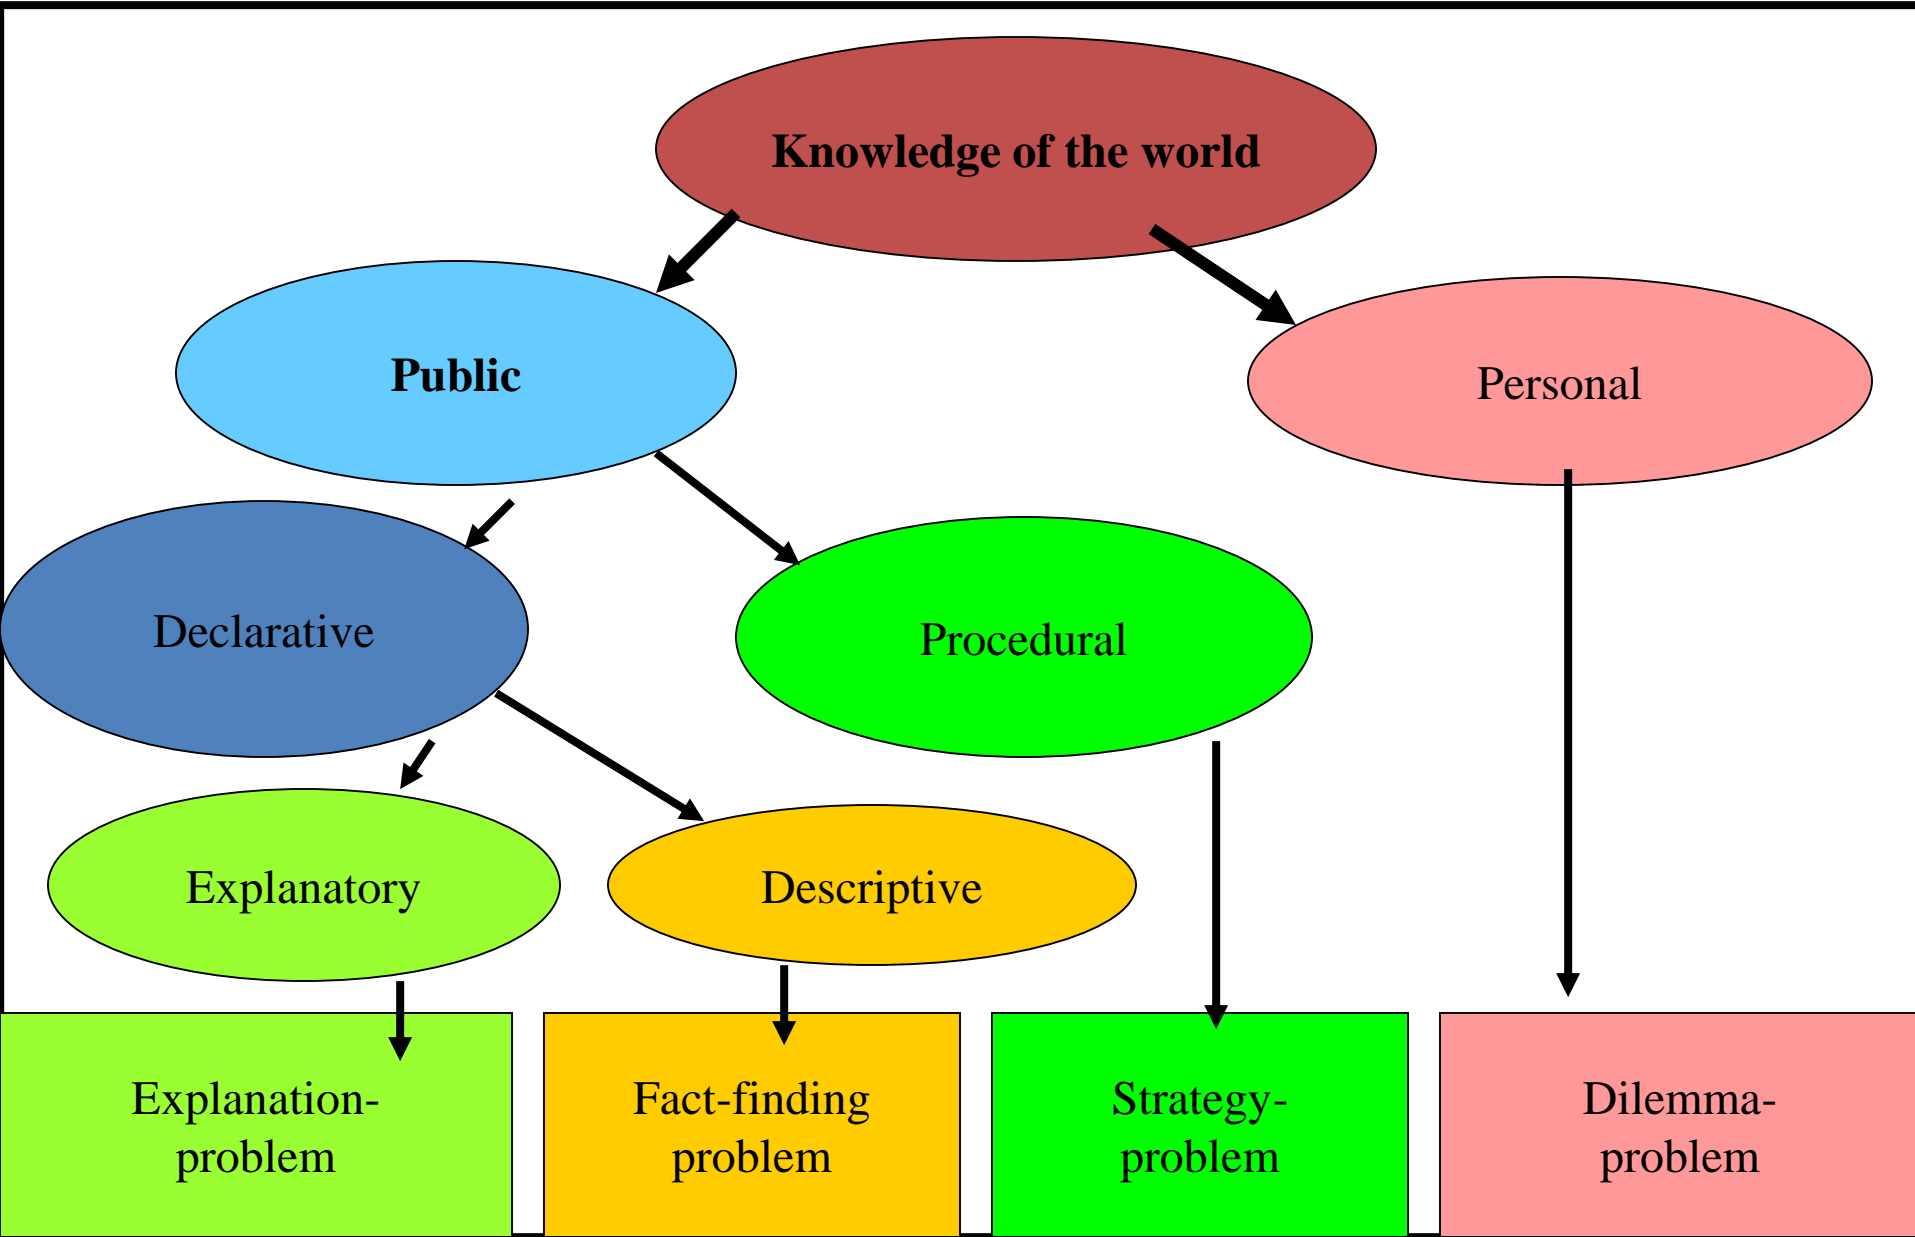 Knowledge of the world
Public
Personal
Declarative
Procedural
Explanatory
Descriptive
Explanation-
problem
Fact-finding
problem
Strategy-
problem
Dilemma-
problem